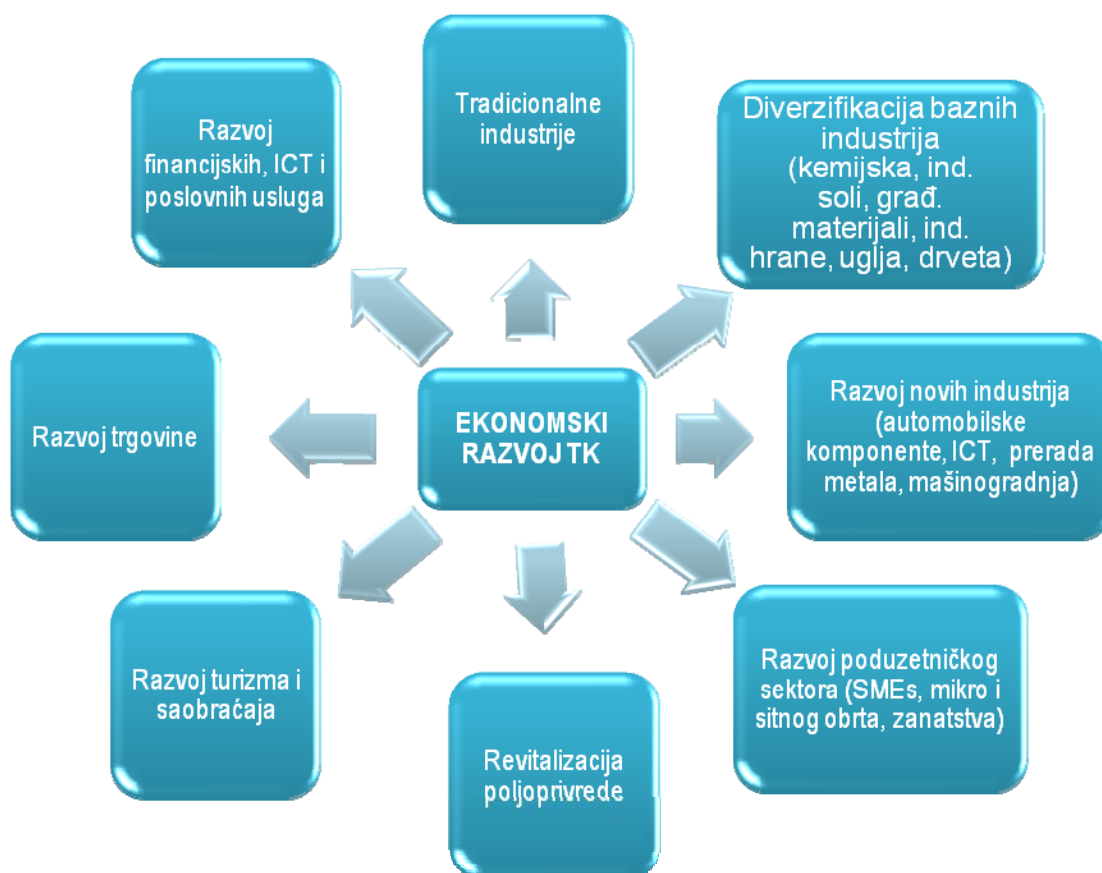 Tradicionalne
industrije
Diverzifikacija baznih
industrija
(kemijska, ind.
soli, građ.
materijali, ind.
hrane, uglja, drveta)
Razvoj novih industrija
(automobilske
komponente, ICT, prerada
metala, mašinogradnja)
Razvoj poduzetničkog
sektora (SMEs, mikro i
sitnog obrta, zanatstva)
Revitalizacija
poljoprivrede
Razvoj turizma i
saobraćaja
Razvoj trgovine
Razvoj
financijskih, ICT i
poslovnih usluga
EKONOMSKI
RAZVOJ TK